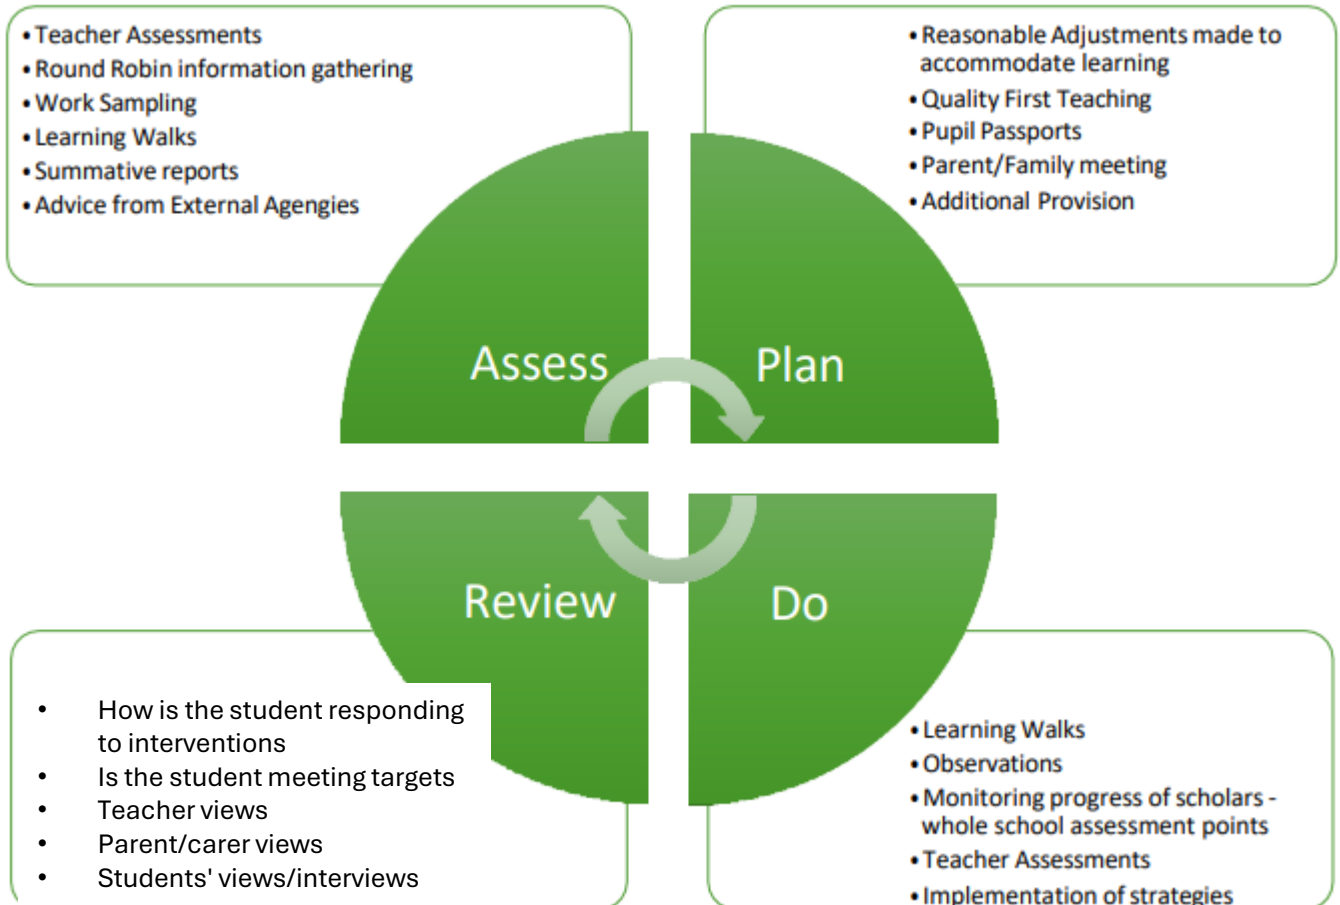 • Teacher Assessments
• Round Robin information gathering
• Work Sampling
• Learning Walks
• Summative reports
• Advice from External Agengies
• Reasonable Adjustments made to
accommodate learning
• Quality First Teaching
• Pupil Passports
• Parent/Family meeting
• Additional Provision
Assess
Plan
Review
Do
• How is the student responding
to interventions
• Is the student meeting targets
• Teacher views
• Parent/carer views
• Students' views/interviews
• Learning Walks
• Observations
• Monitoring progress of scholars -
whole school assessment points
• Teacher Assessments
• Implementation of strategies